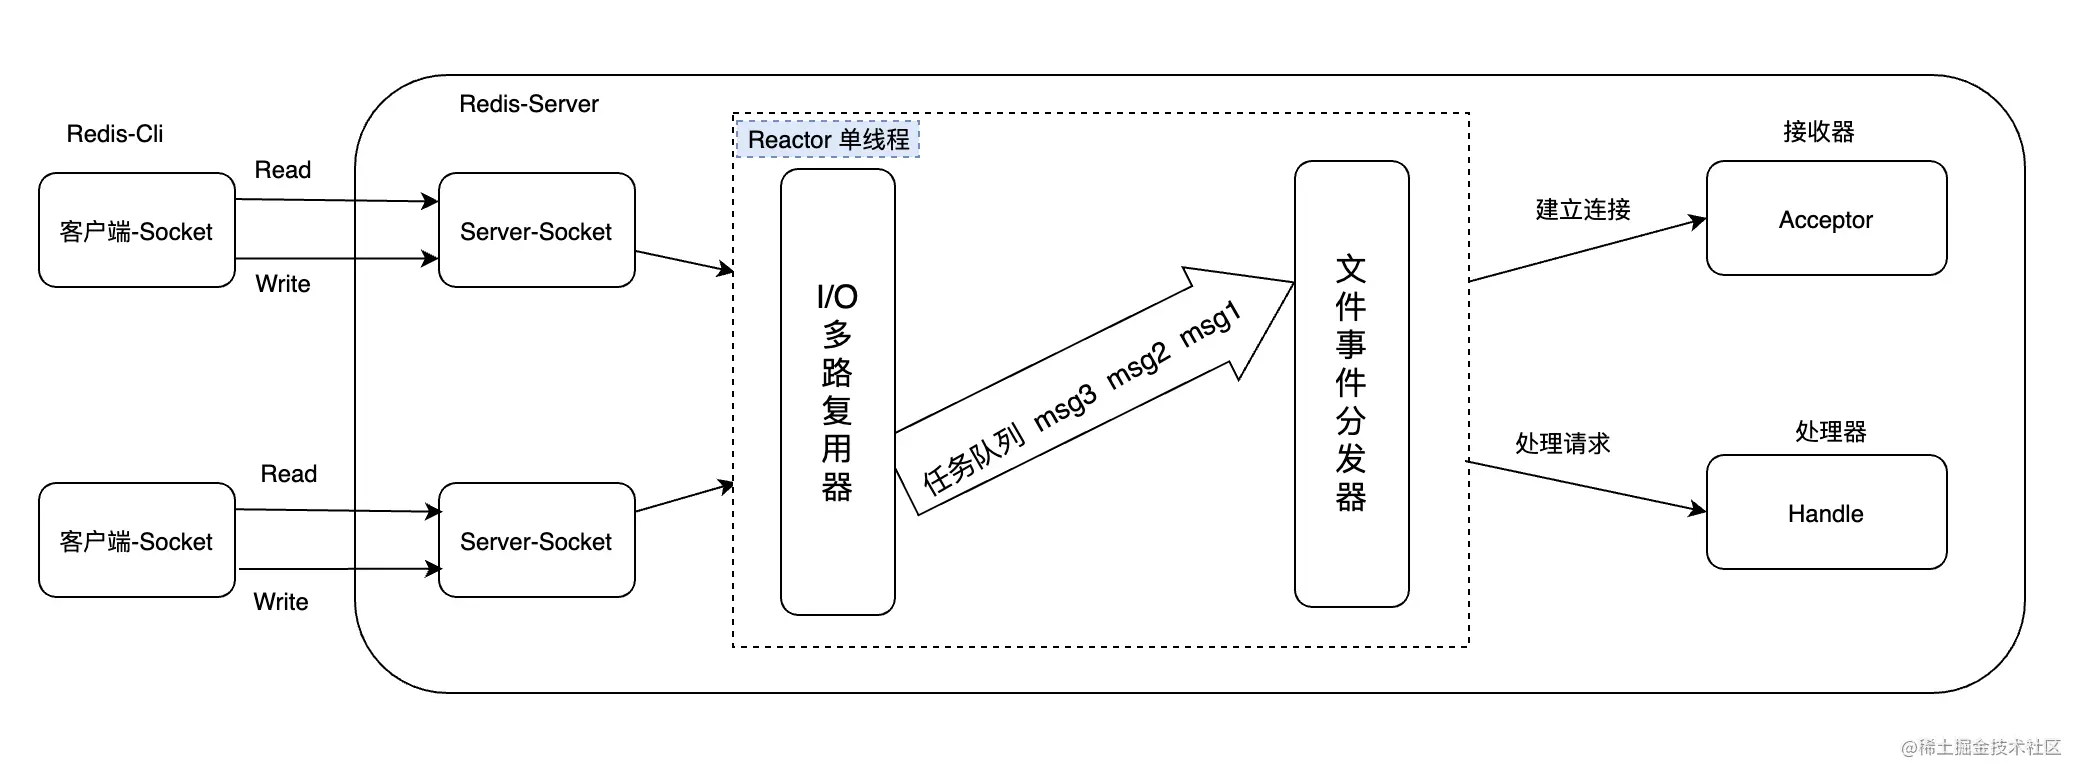 Redis-Cli
Redis-Server
Read
客户端-Socket
Write
Server-Socket
Read
客户端-Socket
Write
Server-Socket
Reactor 单线程
I/O
多
路
复
用
器
任务队列 msg3 msg2 msg1
文
件
事
件
分
发
器
建立连接
接收器
Acceptor
处理请求
处理器
Handle
@稀土掘金技术社区